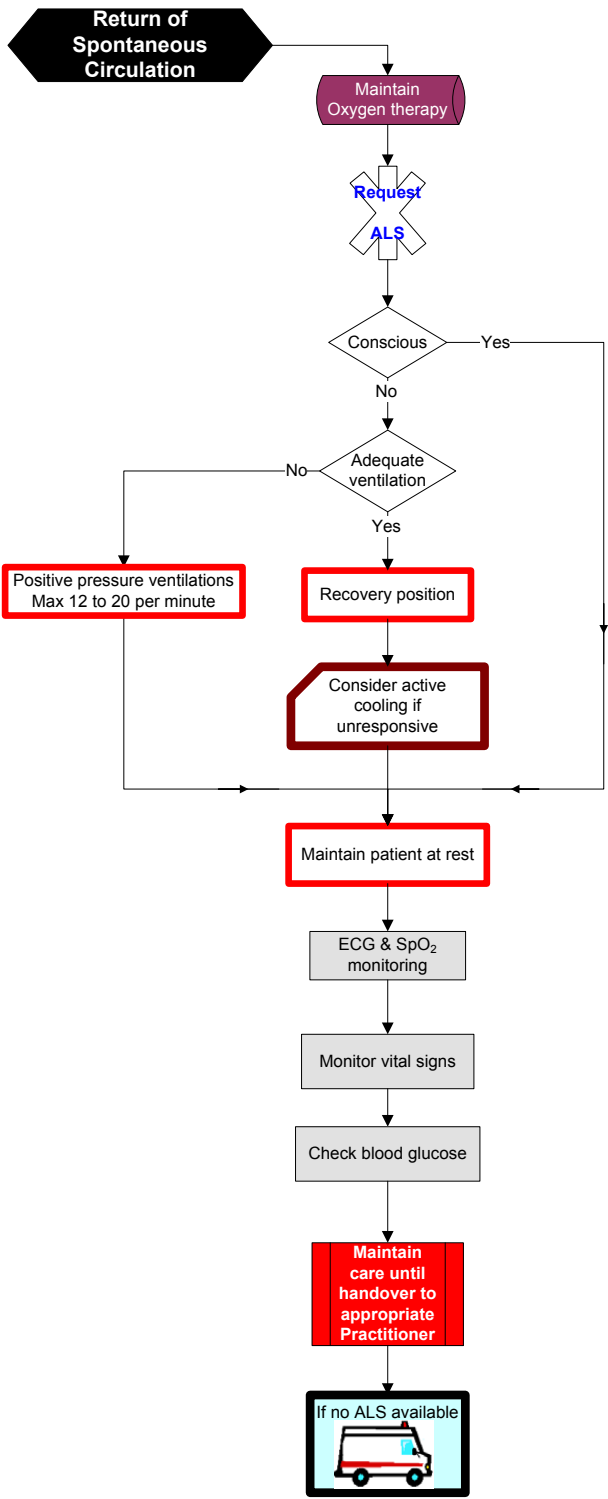 Return of
Spontaneous
Circulation
Maintain
Oxygen therapy
Request
ALS
Conscious
Yes
No
Adequate
ventilation
No
Yes
Positive pressure ventilations
Max 12 to 20 per minute
Recovery position
Consider active
cooling if
unresponsive
Maintain patient at rest
ECG & SpO₂
monitoring
Monitor vital signs
Check blood glucose
Maintain
care until
handover to
appropriate
Practitioner
If no ALS available